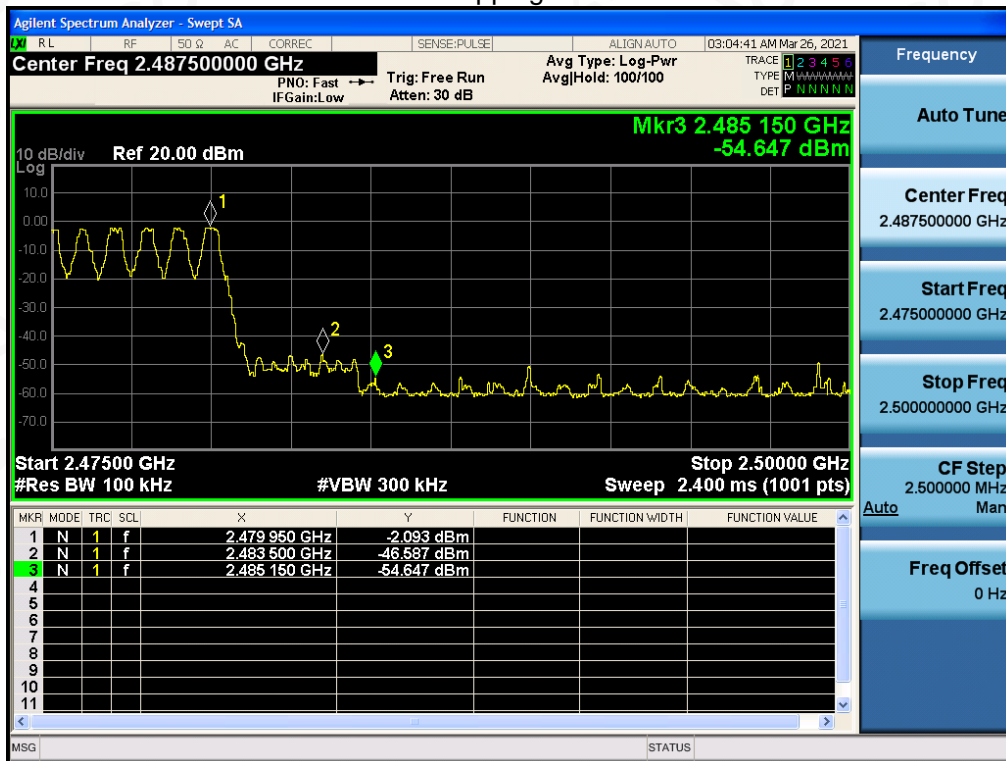 pping
Agilent Spectrum Analyzer - Swept SA
LXI RL RF 50 Ω AC CORREC SENSE:PULSE ALIGN AUTO 03:04:41 AM Mar 26, 2021
Center Freq 2.487500000 GHz
PNO: Fast
IFGain:Low
Trig: Free Run
Atten: 30 dB
Avg Type: Log-Pwr
Avg|Hold: 100/100
TRACE 1 2 3 4 5 6
TYPE M
DET P N N N N N
Mkr3 2.485 150 GHz
-54.647 dBm
10 dB/div Ref 20.00 dBm
Log
10.0
0.00
-10.0
-20.0
-30.0
-40.0
-50.0
-60.0
-70.0
1
2
3
Start 2.47500 GHz Stop 2.50000 GHz
#Res BW 100 kHz #VBW 300 kHz Sweep 2.400 ms (1001 pts)
MKR MODE TRC SCL X Y FUNCTION FUNCTION WIDTH FUNCTION VALUE
1 N 1 f 2.479 950 GHz -2.093 dBm
2 N 1 f 2.483 500 GHz -46.587 dBm
3 N 1 f 2.485 150 GHz -54.647 dBm
4
5
6
7
8
9
10
11
MSG STATUS
Frequency
Auto Tune
Center Freq
2.487500000 GHz
Start Freq
2.475000000 GHz
Stop Freq
2.500000000 GHz
CF Step
2.500000 MHz
Auto Man
Freq Offset
0 Hz